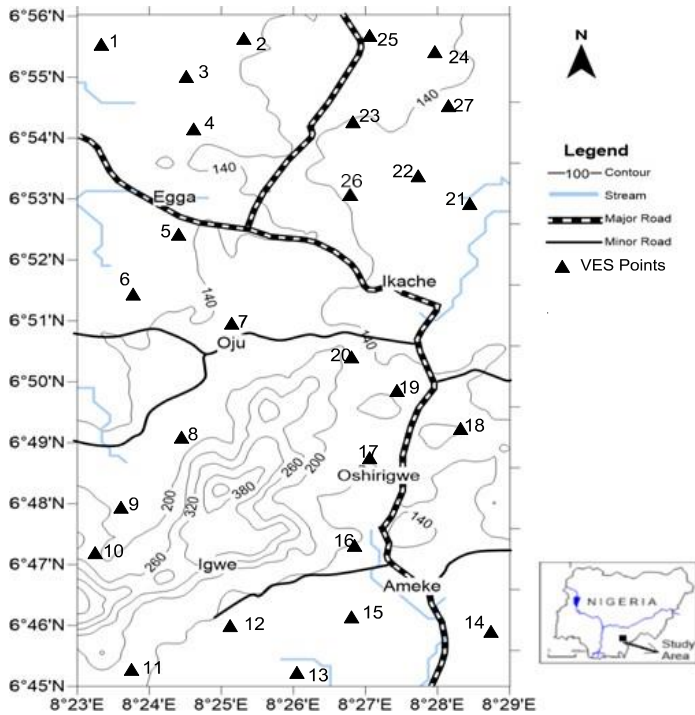 6°56'N
6°55'N
6°54'N
6°53'N
6°52'N
6°51'N
6°50'N
6°49'N
6°48'N
6°47'N
6°46'N
6°45'N
8°23'E 8°24'E 8°25'E 8°26'E 8°27'E 8°28'E 8°29'E
1
2
25
24
3
140
27
4
23
140
22
26
21
Egga
5
Ikache
6
140
7
Oju
140
20
19
8
18
17
260
200
Oshirigwe
380
200
320
9
140
16
10
260
Igwe
Ameke
12
15
14
11
13
N
Legend
100 Contour
Stream
Major Road
Minor Road
VES Points
NIGERIA
Study
Area